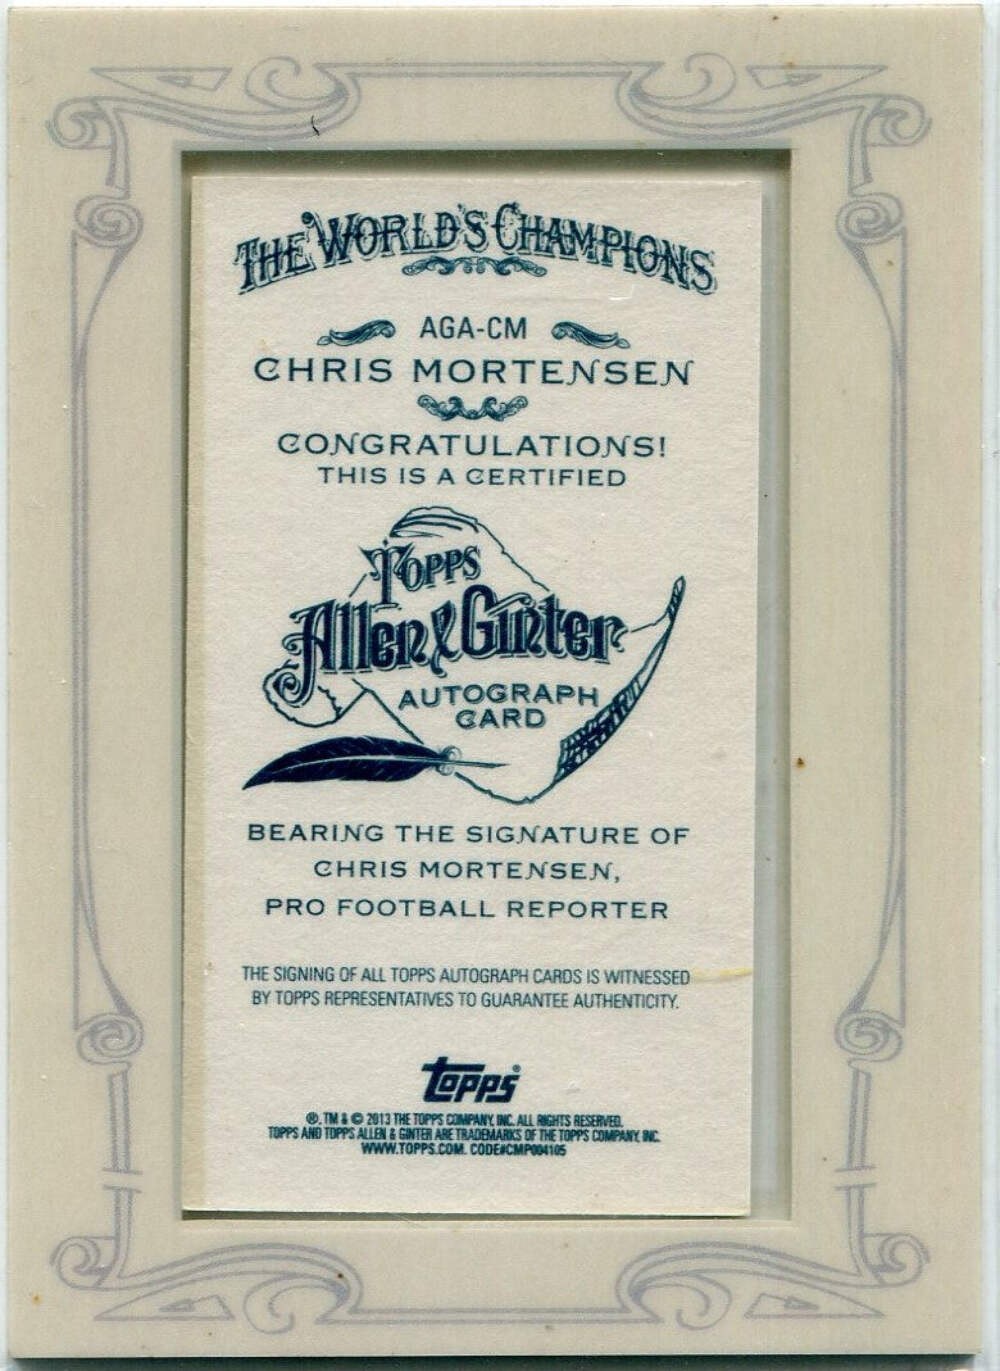 THE WORLD'S CHAMPIONS
AGA-CM
CHRIS MORTENSEN
CONGRATULATIONS!
THIS IS A CERTIFIED
TOPPS
Allen & Ginter
AUTOGRAPH
CARD
BEARING THE SIGNATURE OF
CHRIS MORTENSEN,
PRO FOOTBALL REPORTER
THE SIGNING OF ALL TOPPS AUTOGRAPH CARDS IS WITNESSED
BY TOPPS REPRESENTATIVES TO GUARANTEE AUTHENTICITY.
topps®
®, TM & © 2013 THE TOPPS COMPANY, INC. ALL RIGHTS RESERVED.
TOPPS AND TOPPS ALLEN & GINTER ARE TRADEMARKS OF THE TOPPS COMPANY, INC.
WWW.TOPPS.COM. CODE#CMP004105